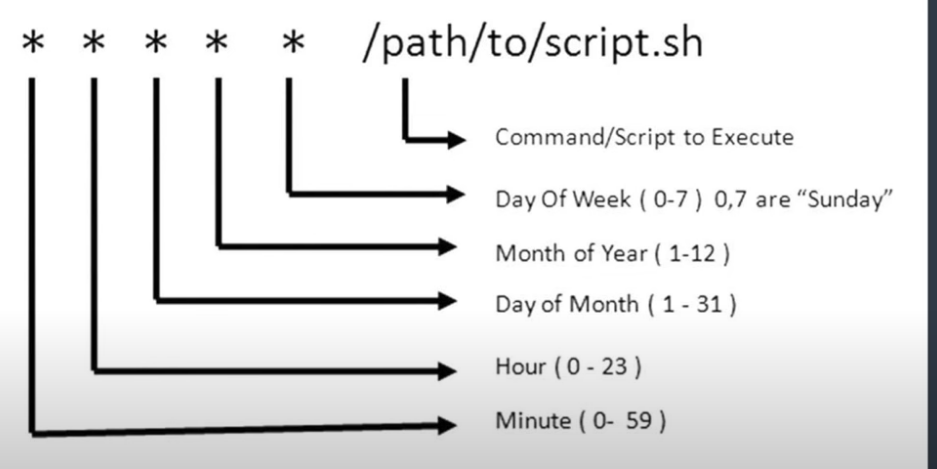 * * * * * /path/to/script.sh
Command/Script to Execute
Day Of Week ( 0-7 ) 0,7 are “Sunday”
Month of Year ( 1-12 )
Day of Month ( 1 - 31 )
Hour ( 0 - 23 )
Minute ( 0- 59 )